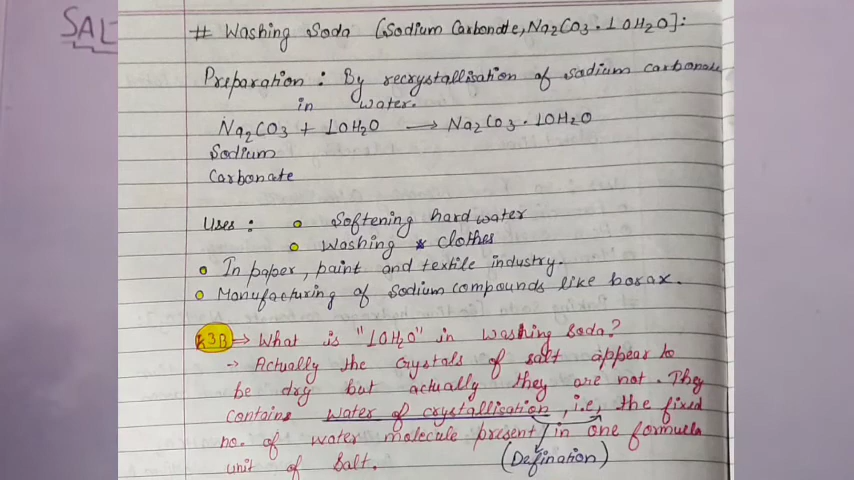 SALT
# Washing Soda [Sodium Carbonate, Na2CO3.10H2O]:
Preparation : By recrystallisation of sodium carbonate
in water.
Na2CO3 + 10H2O → Na2CO3.10H2O
Sodium
Carbonate
Uses : • Softening hard water
• Washing clothes
• In paper, paint and textile industry.
• Manufacturing of Sodium compounds like borax.
K3B ⇒ What is "10H2O" in washing Soda?
→ Actually the crystals of salt appear to
be dry but actually they are not. They
contains water of crystallisation, i.e, the fixed
no. of water molecule present in one formula
unit of Salt. (Defination)